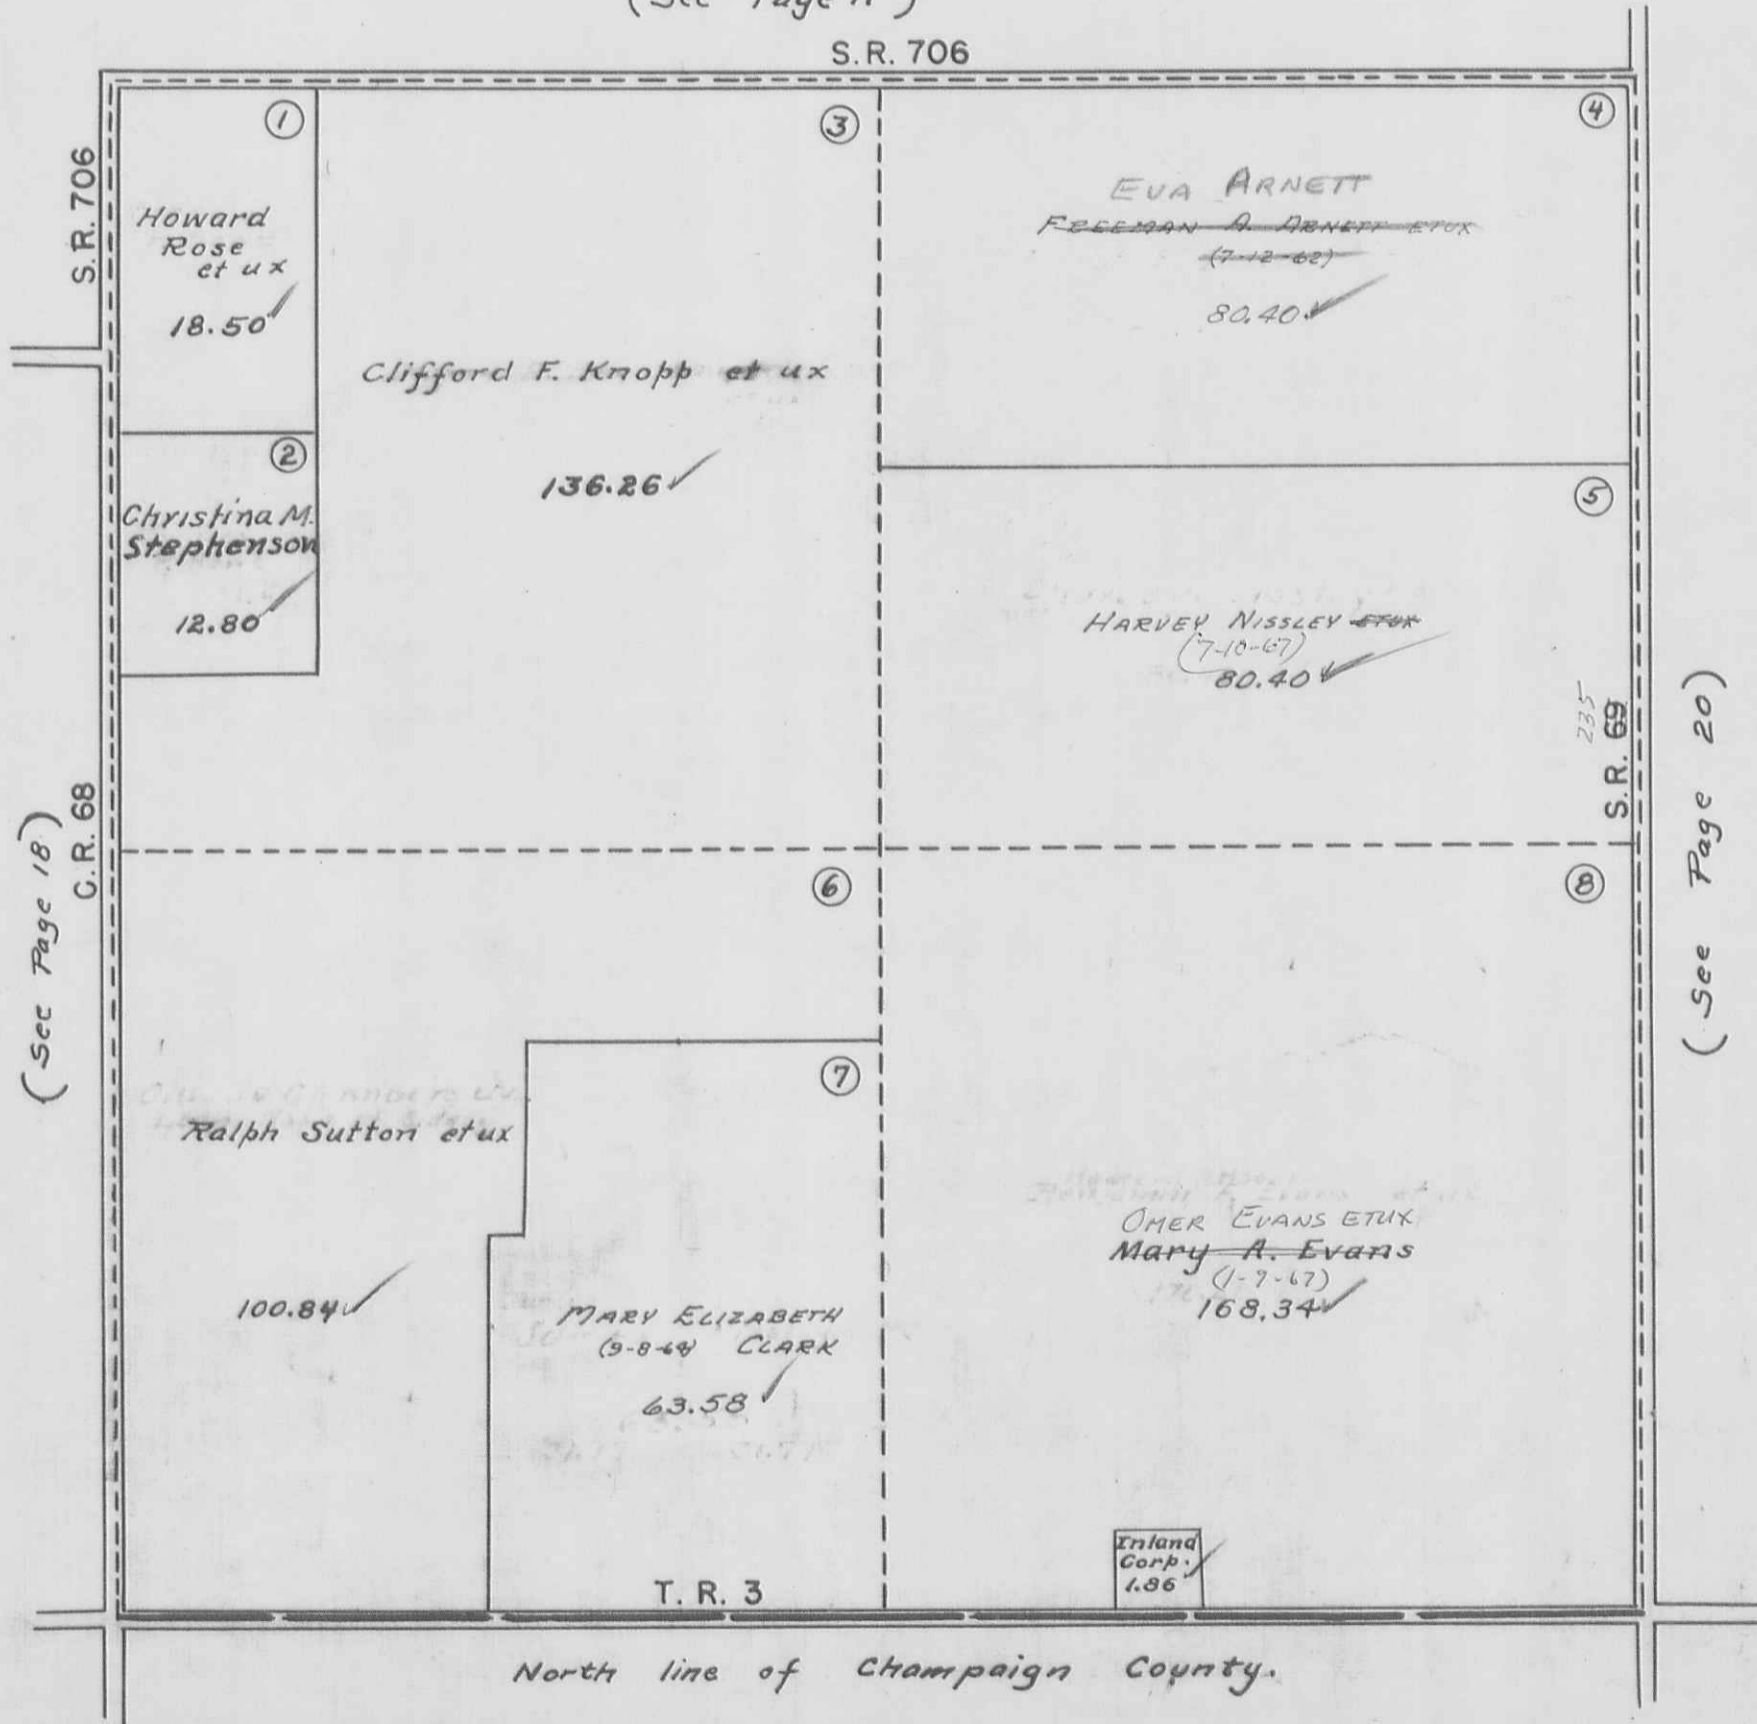 (See Page
S.R. 706
S.R. 706
1
Howard
Rose
et ux
18.50
2
Christina M.
Stephenson
12.80
3
Clifford F. Knopp et ux
136.26
4
EVA ARNETT
FREEMAN A. ARNETT ETUX
(7-12-62)
80.40
5
HARVEY NISSLEY ETUX
(7-10-67)
80.40
235
S.R. 69
(See Page 20)
(See Page 18)
C.R. 68
6
Ralph Sutton et ux
100.84
7
MARY ELIZABETH
CLARK
63.58
8
OMER EVANS ETUX
Mary A. Evans
(1-9-67)
168.34
Inland
Corp.
1.86
T. R. 3
North line of Champaign County.